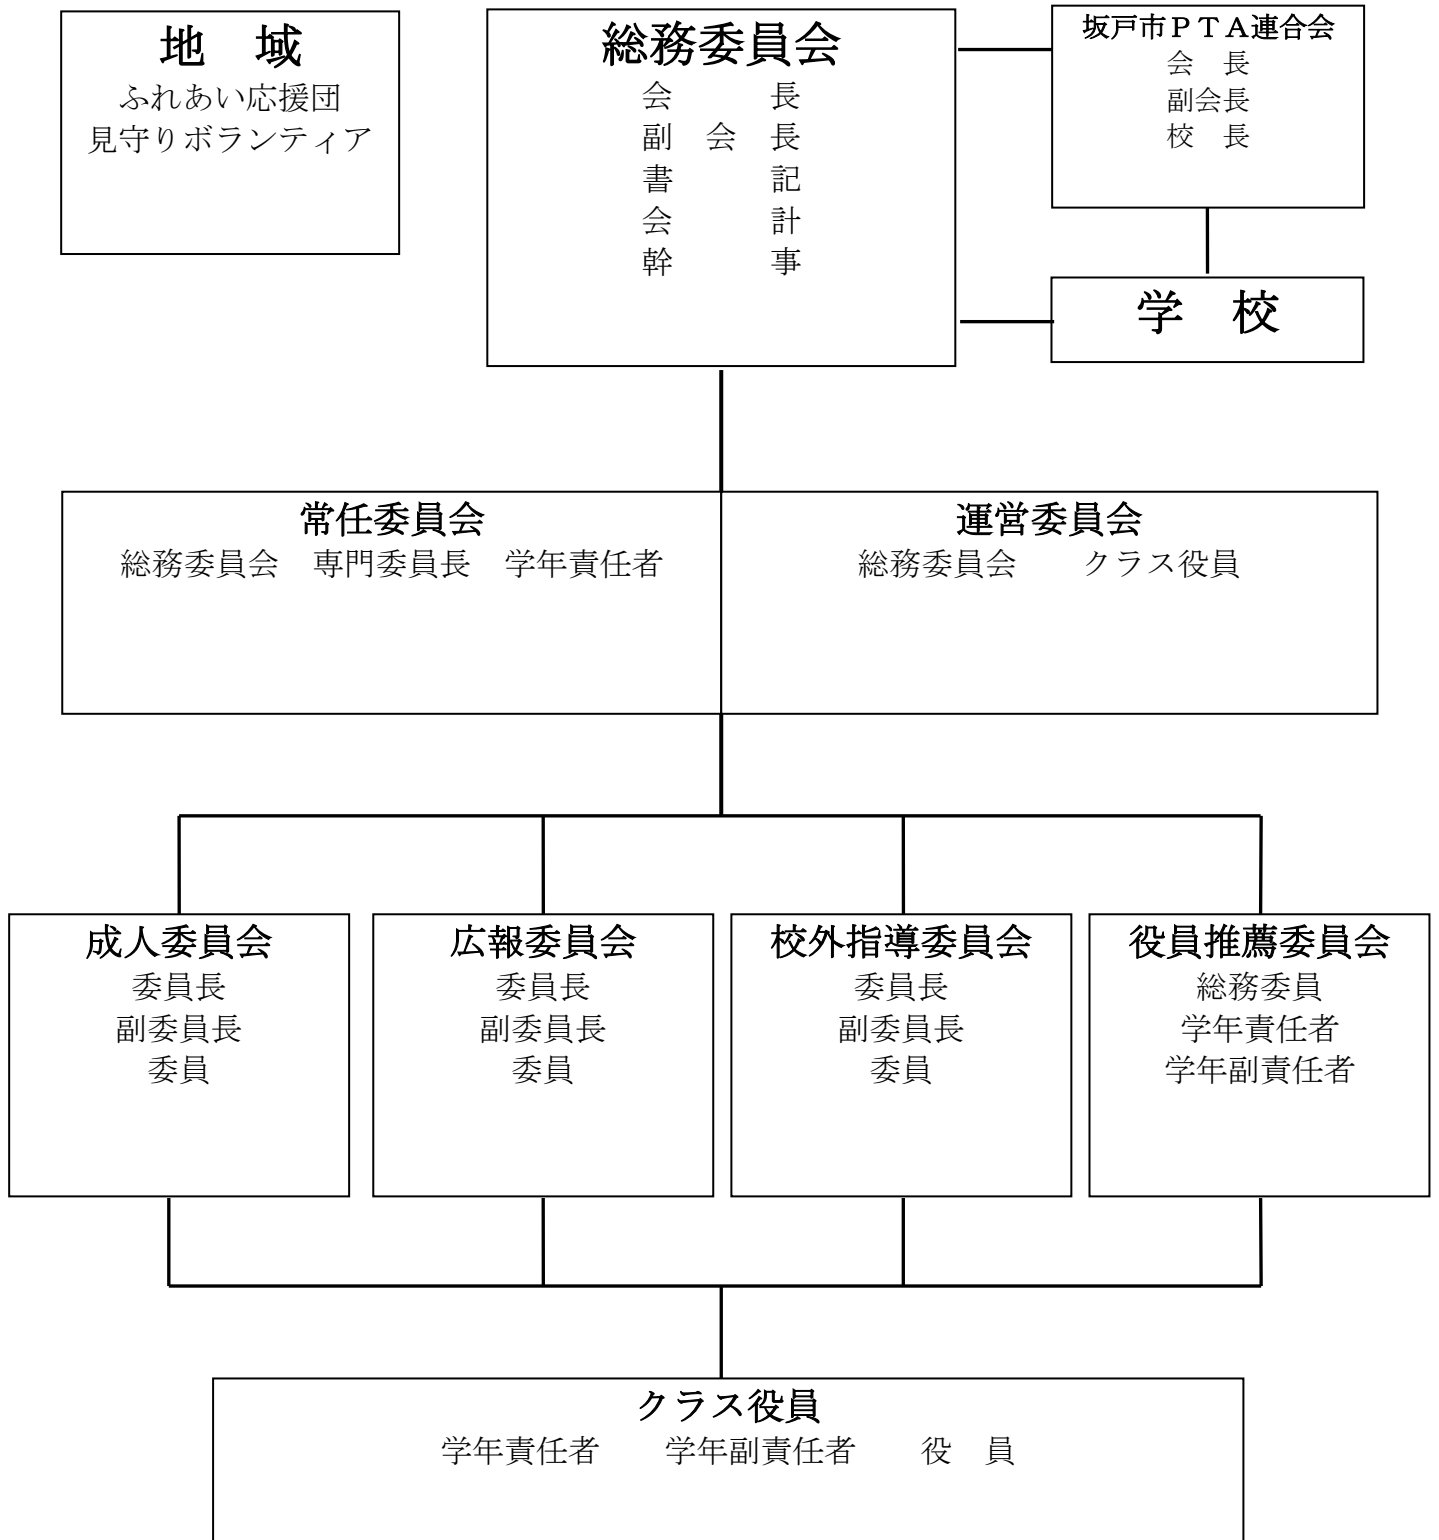 地　域
ふれあい応援団
見守りボランティア
総務委員会
会　　　長
副　会　長
書　　　記
会　　　計
幹　　　事
坂戸市ＰＴＡ連合会
会　長
副会長
校　長
学　校
常任委員会
総務委員会　専門委員長　学年責任者
運営委員会
総務委員会　　クラス役員
成人委員会
委員長
副委員長
委員
広報委員会
委員長
副委員長
委員
校外指導委員会
委員長
副委員長
委員
役員推薦委員会
総務委員
学年責任者
学年副責任者
クラス役員
学年責任者　　学年副責任者　　役　員